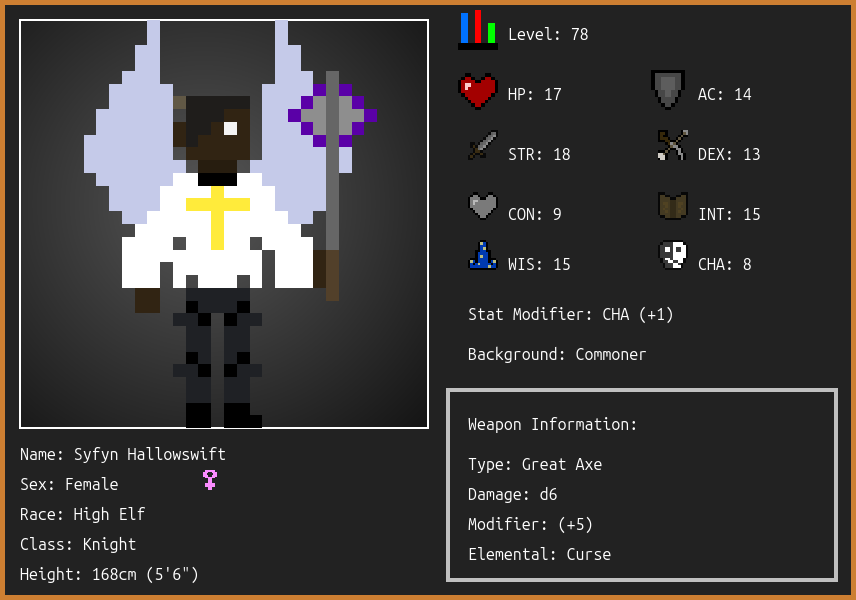 Level: 78
HP: 17
AC: 14
STR: 18
DEX: 13
CON: 9
INT: 15
WIS: 15
CHA: 8
Stat Modifier: CHA (+1)
Background: Commoner
Weapon Information:
Type: Great Axe
Damage: d6
Modifier: (+5)
Elemental: Curse
Name: Syfyn Hallowswift
Sex: Female
Race: High Elf
Class: Knight
Height: 168cm (5'6")